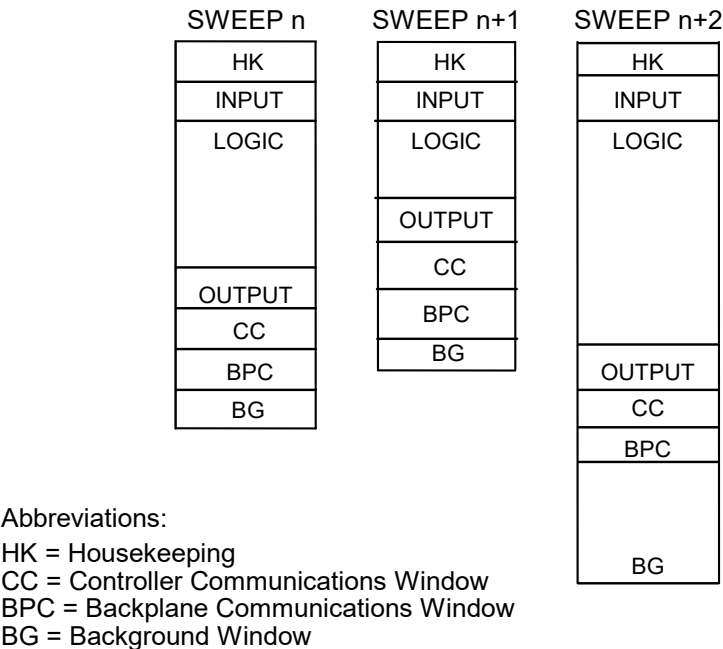 SWEEP n
HK
INPUT
LOGIC
OUTPUT
CC
BPC
BG
SWEEP n+1
HK
INPUT
LOGIC
OUTPUT
CC
BPC
BG
SWEEP n+2
HK
INPUT
LOGIC
OUTPUT
CC
BPC
BG
Abbreviations:
HK = Housekeeping
CC = Controller Communications Window
BPC = Backplane Communications Window
BG = Background Window